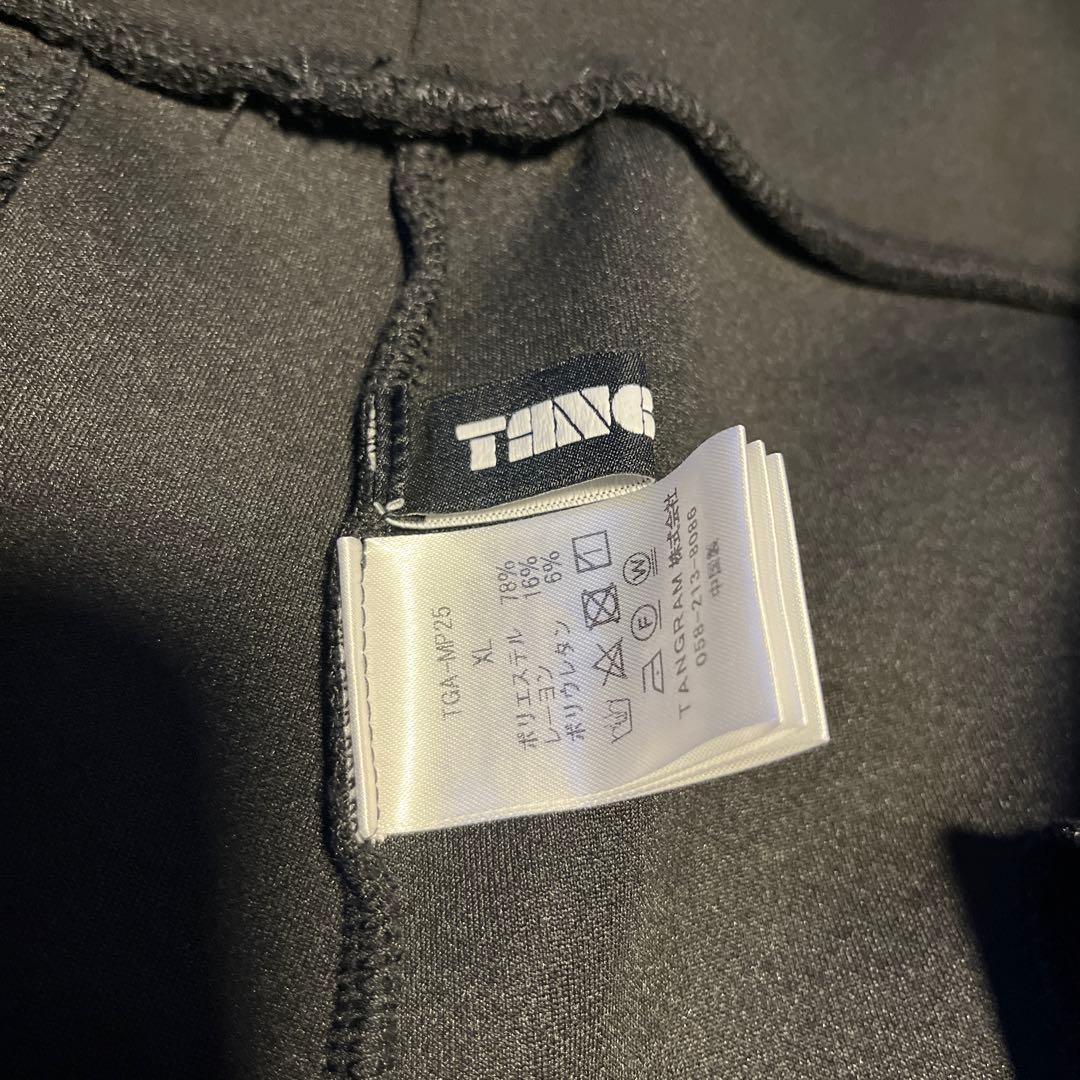 TANG
TGA-MP25
XL
ポリエステル 78%
レーヨン 16%
ポリウレタン 6%
F W
TANGRAM 株式会社
058-213-8086
中国製